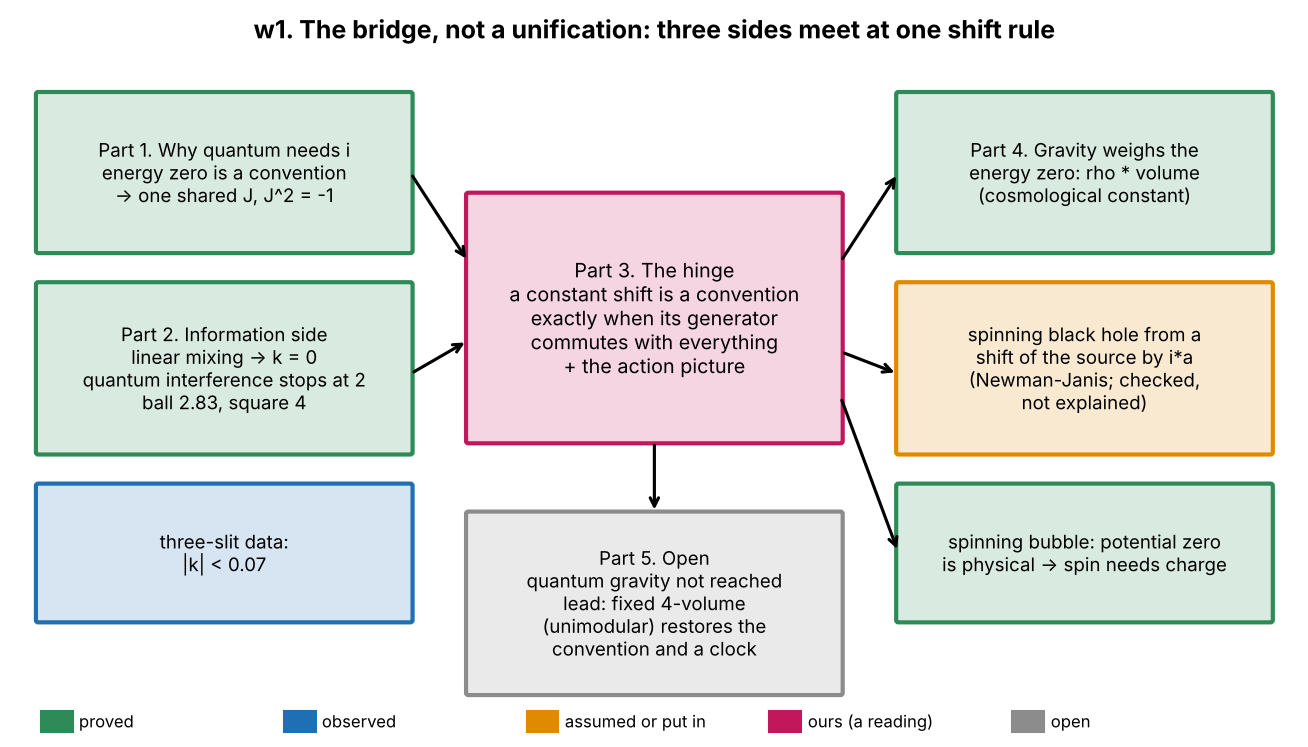 w1. The bridge, not a unification: three sides meet at one shift rule
Part 1. Why quantum needs i
energy zero is a convention
→ one shared J, J^2 = -1
Part 2. Information side
linear mixing → k = 0
quantum interference stops at 2
ball 2.83, square 4
three-slit data:
|k| < 0.07
Part 3. The hinge
a constant shift is a convention
exactly when its generator
commutes with everything
+ the action picture
Part 5. Open
quantum gravity not reached
lead: fixed 4-volume
(unimodular) restores the
convention and a clock
Part 4. Gravity weighs the
energy zero: rho * volume
(cosmological constant)
spinning black hole from a
shift of the source by i*a
(Newman-Janis; checked,
not explained)
spinning bubble: potential zero
is physical → spin needs charge
proved
observed
assumed or put in
ours (a reading)
open